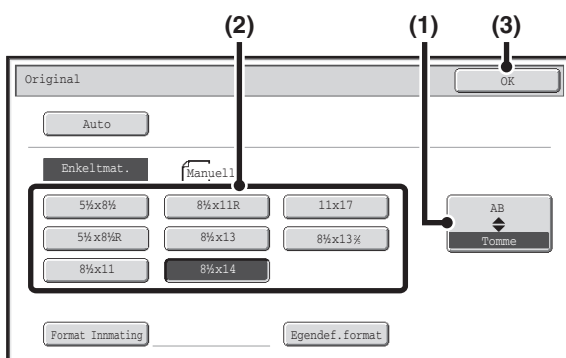 (2) (1) (3)
Original OK
Auto
Enkeltmat. Manuell
5½x8½ 8½x11R 11x17
AB
5½x8½R 8½x13 8½x13⅖
Tomme
8½x11 8½x14
Format Innmating Egendef.format